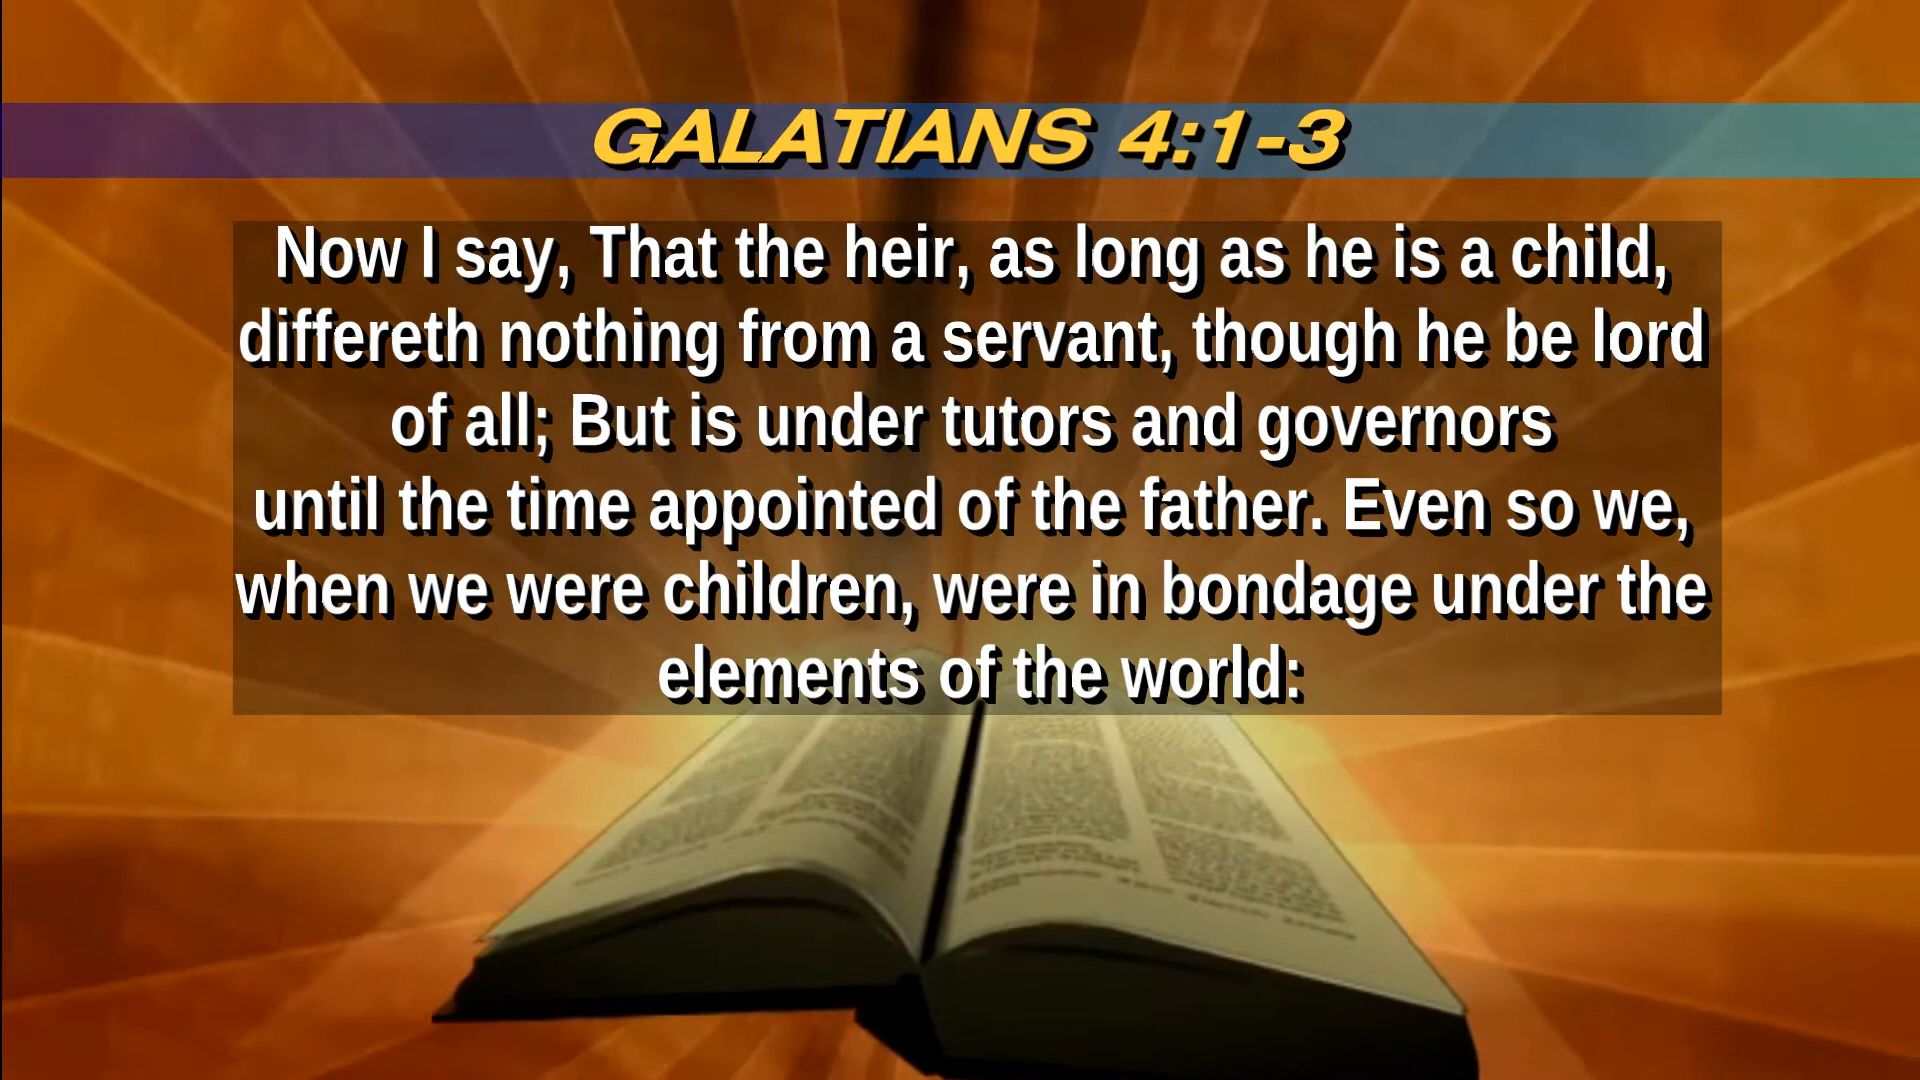 GALATIANS 4:1-3
Now I say, That the heir, as long as he is a child,
differeth nothing from a servant, though he be lord
of all; But is under tutors and governors
until the time appointed of the father. Even so we,
when we were children, were in bondage under the
elements of the world: